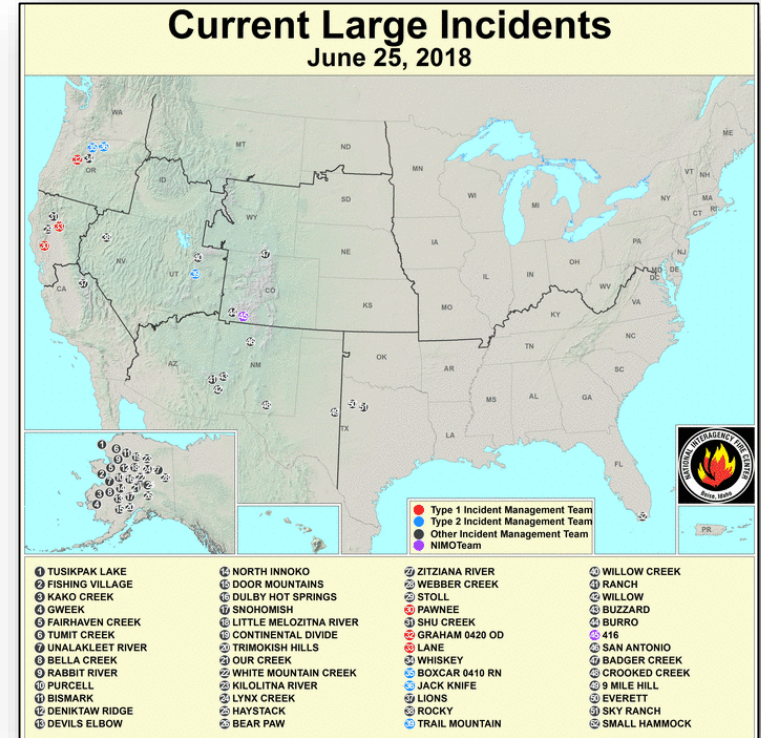 Current Large Incidents
June 25, 2018
WA
MT
ND
MN
ME
OR
ID
SD
WI
MI
VT
NH
NY
MA
CT
RI
WY
NE
IA
PA
NJ
NV
UT
CO
IL
IN
OH
MD
DE
DC
WV
VA
CA
KS
MO
KY
NC
TN
AZ
NM
OK
AR
SC
MS
AL
GA
TX
LA
FL
PR
NATIONAL INTERAGENCY FIRE CENTER
Boise, Idaho
Type 1 Incident Management Team
Type 2 Incident Management Team
Other Incident Management Team
NIMOTeam
1 TUSIKPAK LAKE
2 FISHING VILLAGE
3 KAKO CREEK
4 GWEEK
5 FAIRHAVEN CREEK
6 TUMIT CREEK
7 UNALAKLEET RIVER
8 BELLA CREEK
9 RABBIT RIVER
10 PURCELL
11 BISMARK
12 DENIKTAW RIDGE
13 DEVILS ELBOW
14 NORTH INNOKO
15 DOOR MOUNTAINS
16 DULBY HOT SPRINGS
17 SNOHOMISH
18 LITTLE MELOZITNA RIVER
19 CONTINENTAL DIVIDE
20 TRIMOKISH HILLS
21 OUR CREEK
22 WHITE MOUNTAIN CREEK
23 KILOLITNA RIVER
24 LYNX CREEK
25 HAYSTACK
26 BEAR PAW
27 ZITZIANA RIVER
28 WEBBER CREEK
29 STOLL
30 PAWNEE
31 SHU CREEK
32 GRAHAM 0420 OD
33 LANE
34 WHISKEY
35 BOXCAR 0410 RN
36 JACK KNIFE
37 LIONS
38 ROCKY
39 TRAIL MOUNTAIN
40 WILLOW CREEK
41 RANCH
42 WILLOW
43 BUZZARD
44 BURRO
45 416
46 SAN ANTONIO
47 BADGER CREEK
48 CROOKED CREEK
49 9 MILE HILL
50 EVERETT
51 SKY RANCH
52 SMALL HAMMOCK